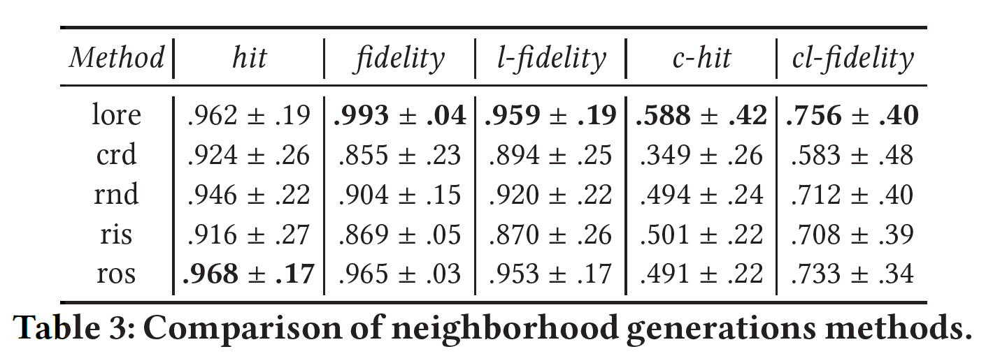 Method hit fidelity l-fidelity c-hit cl-fidelity
lore .962 ± .19 .993 ± .04 .959 ± .19 .588 ± .42 .756 ± .40
crd .924 ± .26 .855 ± .23 .894 ± .25 .349 ± .26 .583 ± .48
rnd .946 ± .22 .904 ± .15 .920 ± .22 .494 ± .24 .712 ± .40
ris .916 ± .27 .869 ± .05 .870 ± .26 .501 ± .22 .708 ± .39
ros .968 ± .17 .965 ± .03 .953 ± .17 .491 ± .22 .733 ± .34
Table 3: Comparison of neighborhood generations methods.